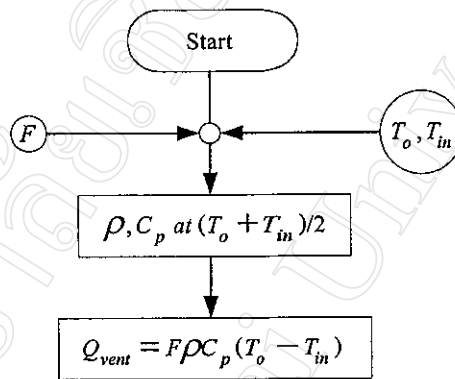 Start
F
T_o, T_in
ρ, C_p at (T_o + T_in)/2
Q_vent = FρC_p(T_o − T_in)